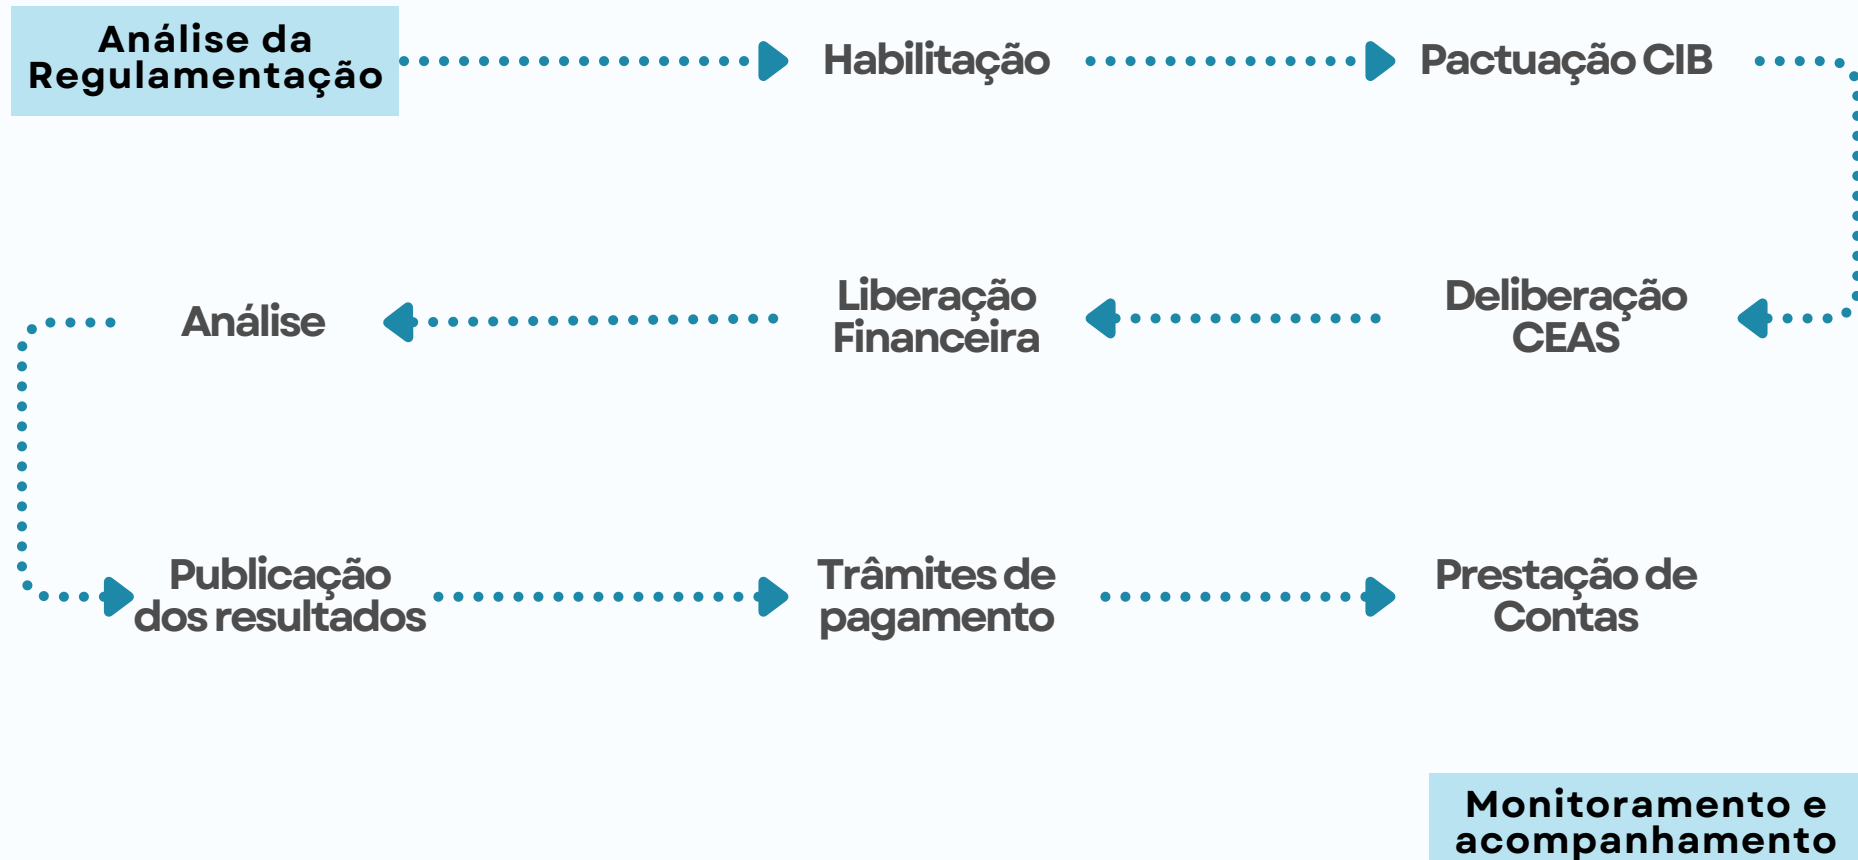 Análise da
Regulamentação
Habilitação
Pactuação CIB
Deliberação
CEAS
Liberação
Financeira
Análise
Publicação
dos resultados
Trâmites de
pagamento
Prestação de
Contas
Monitoramento e
acompanhamento